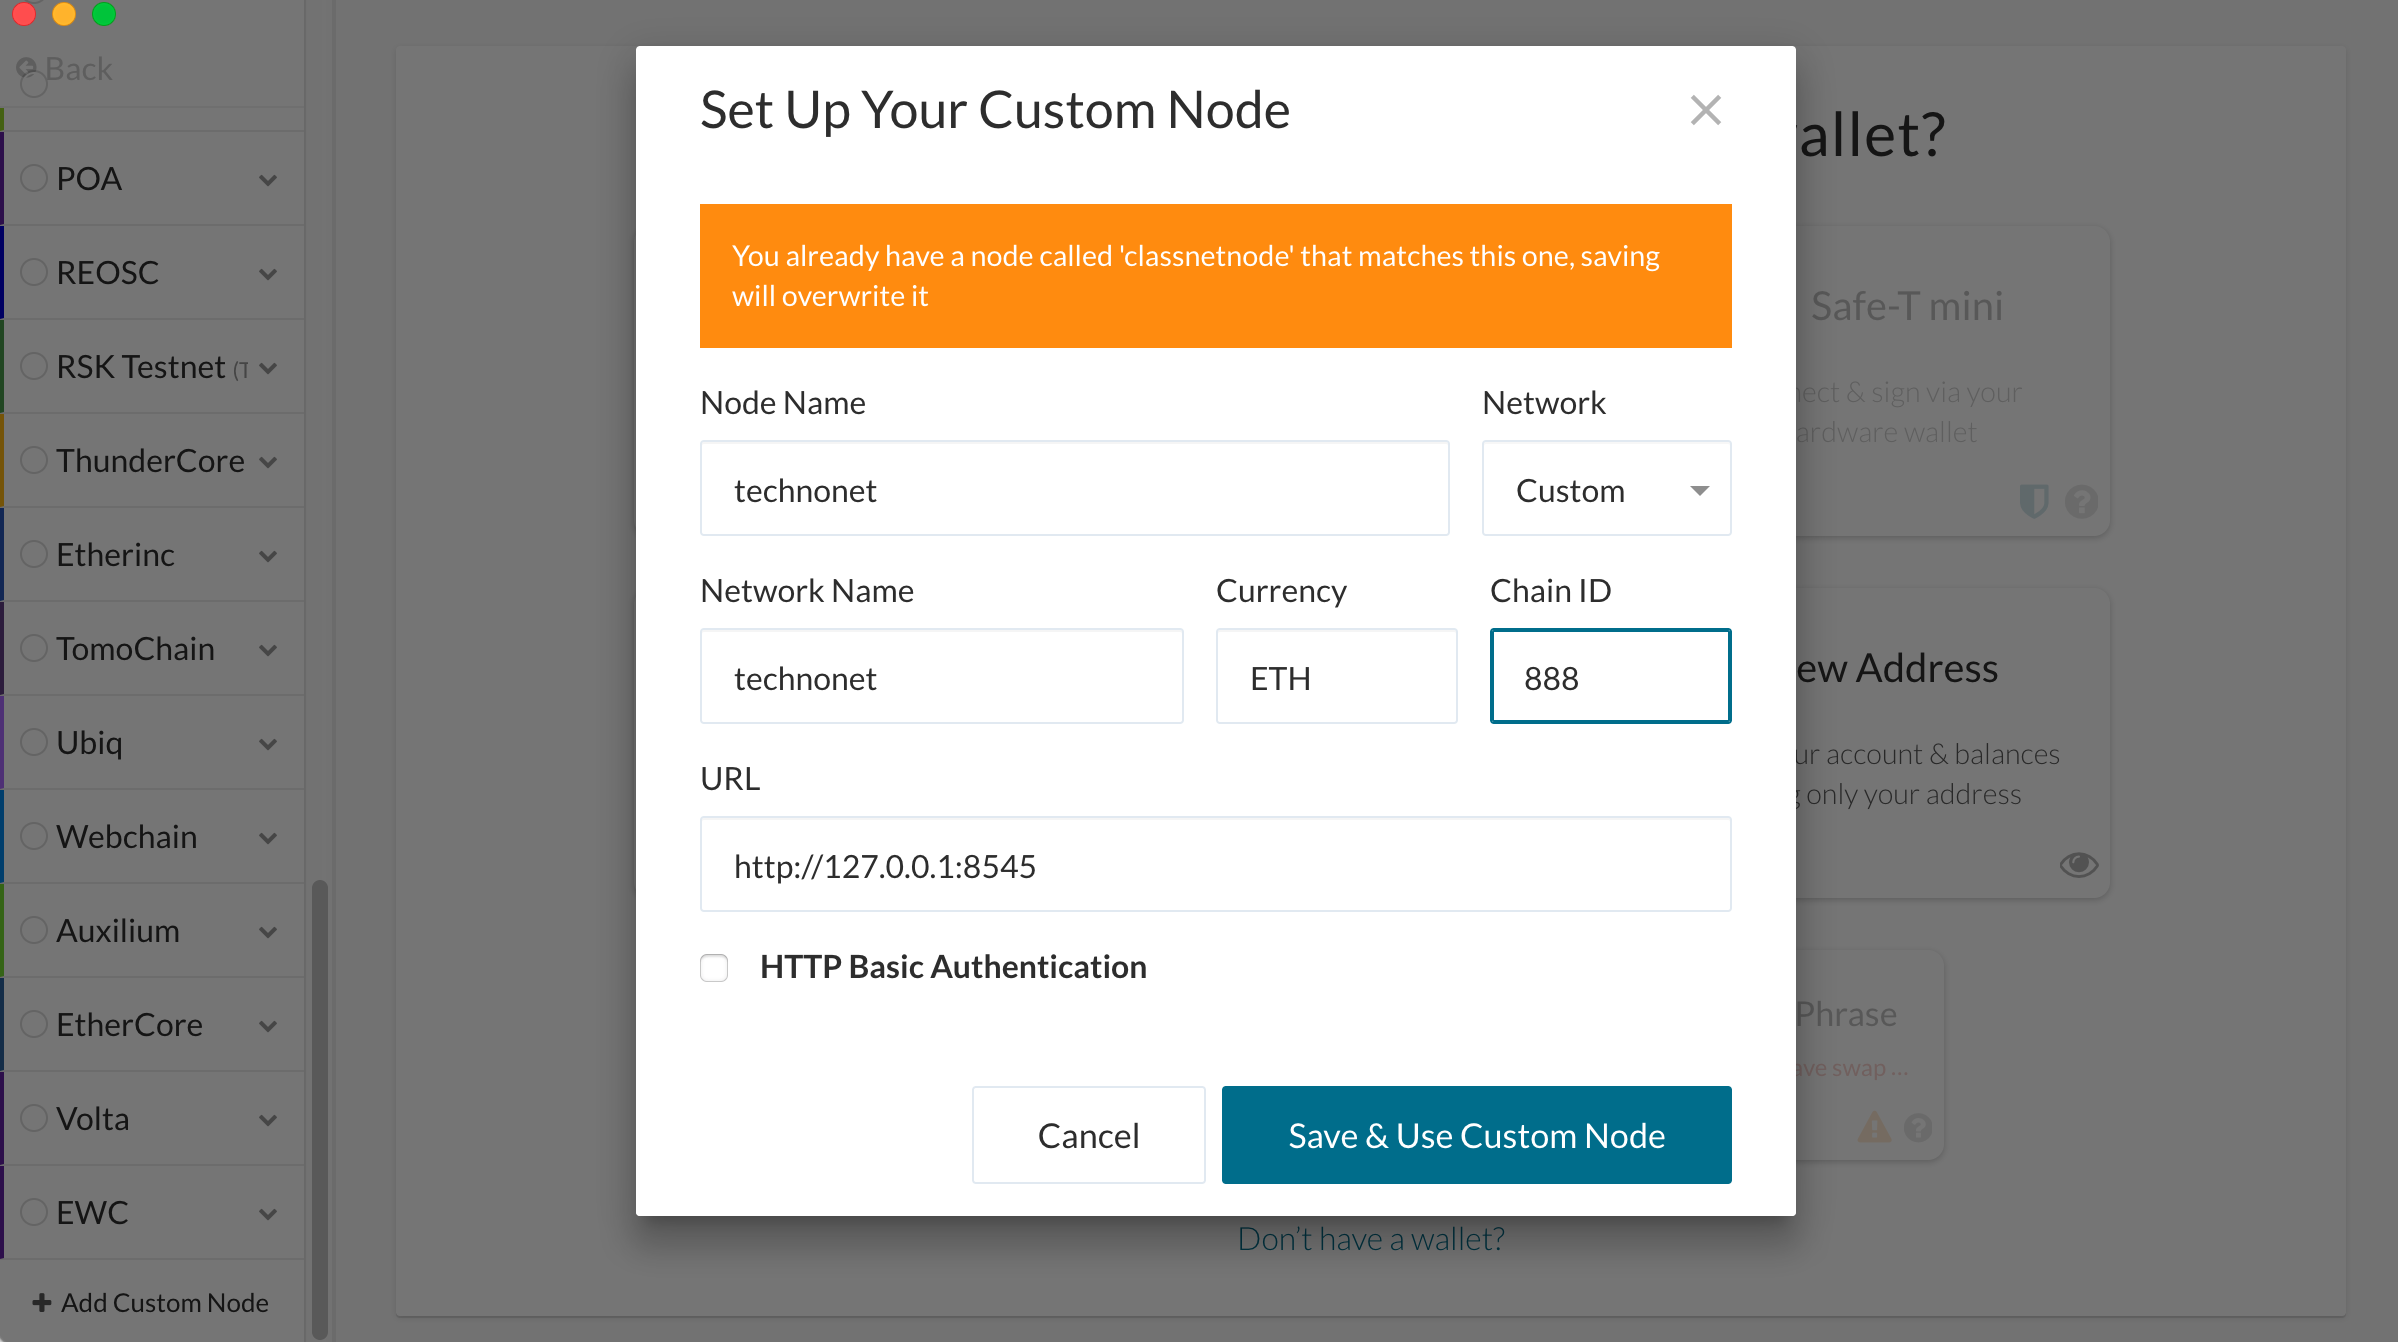 Back
POA
REOSC
RSK Testnet (T
ThunderCore
Etherinc
TomoChain
Ubiq
Webchain
Auxilium
EtherCore
Volta
EWC
Add Custom Node
Set Up Your Custom Node
You already have a node called 'classnetnode' that matches this one, saving
will overwrite it
Node Name
Network
technonet
Custom
Network Name
Currency
Chain ID
technonet
ETH
888
URL
http://127.0.0.1:8545
HTTP Basic Authentication
Cancel
Save & Use Custom Node
allet?
Safe-T mini
ect & sign via your
ardware wallet
ew Address
ur account & balances
only your address
Phrase
ave swap ...
Don't have a wallet?